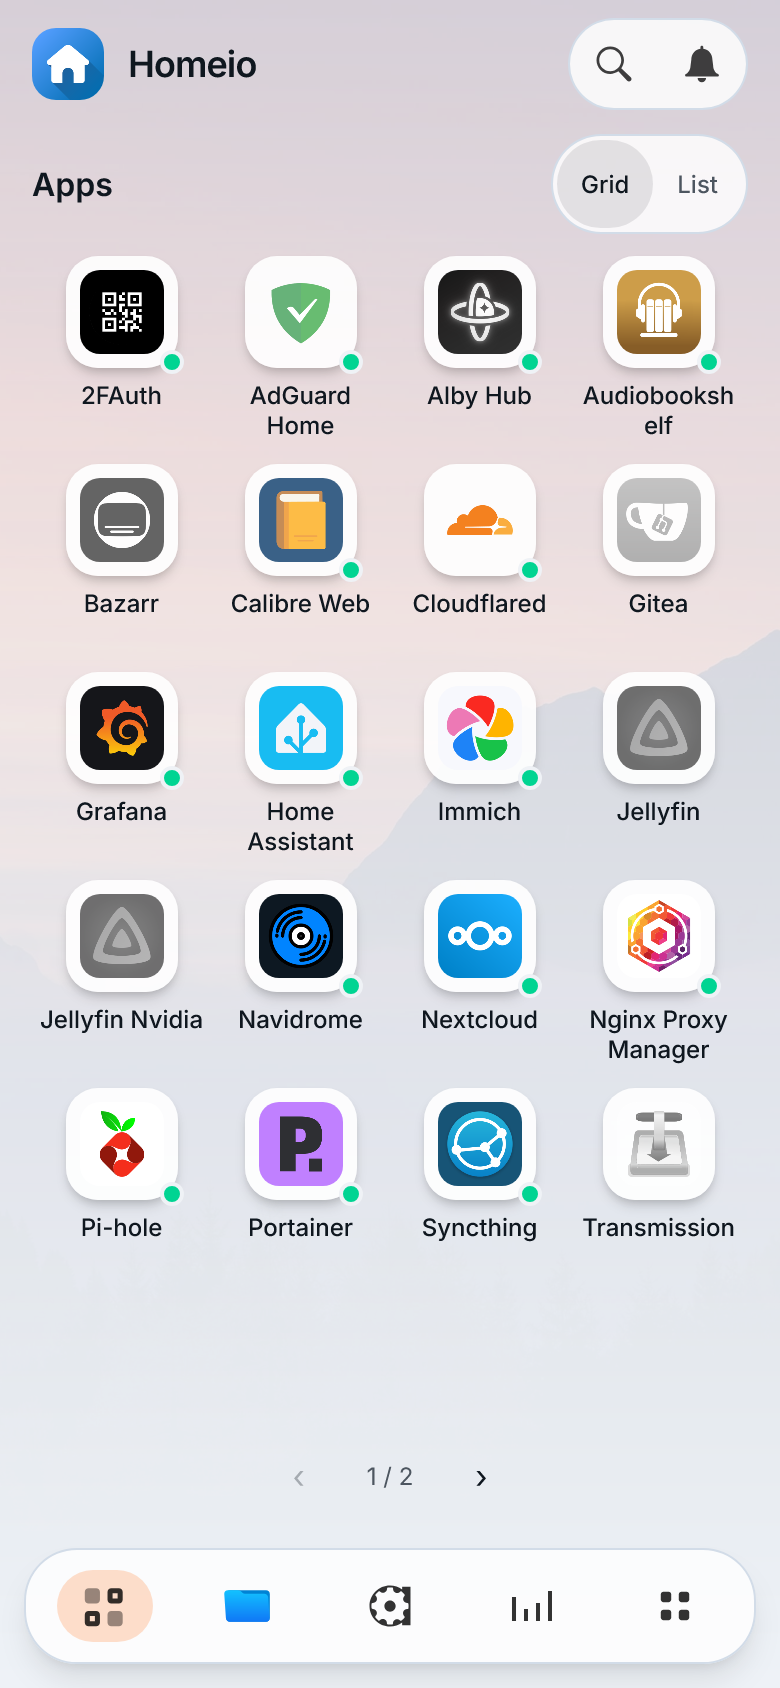 Homeio
Apps
Grid
List
2FAuth
AdGuard
Home
Alby Hub
Audiobooksh
elf
Bazarr
Calibre Web
Cloudflared
Gitea
Grafana
Home
Assistant
Immich
Jellyfin
Jellyfin Nvidia
Navidrome
Nextcloud
Nginx Proxy
Manager
Pi-hole
P.
Portainer
Syncthing
Transmission
‹ 1 / 2 ›